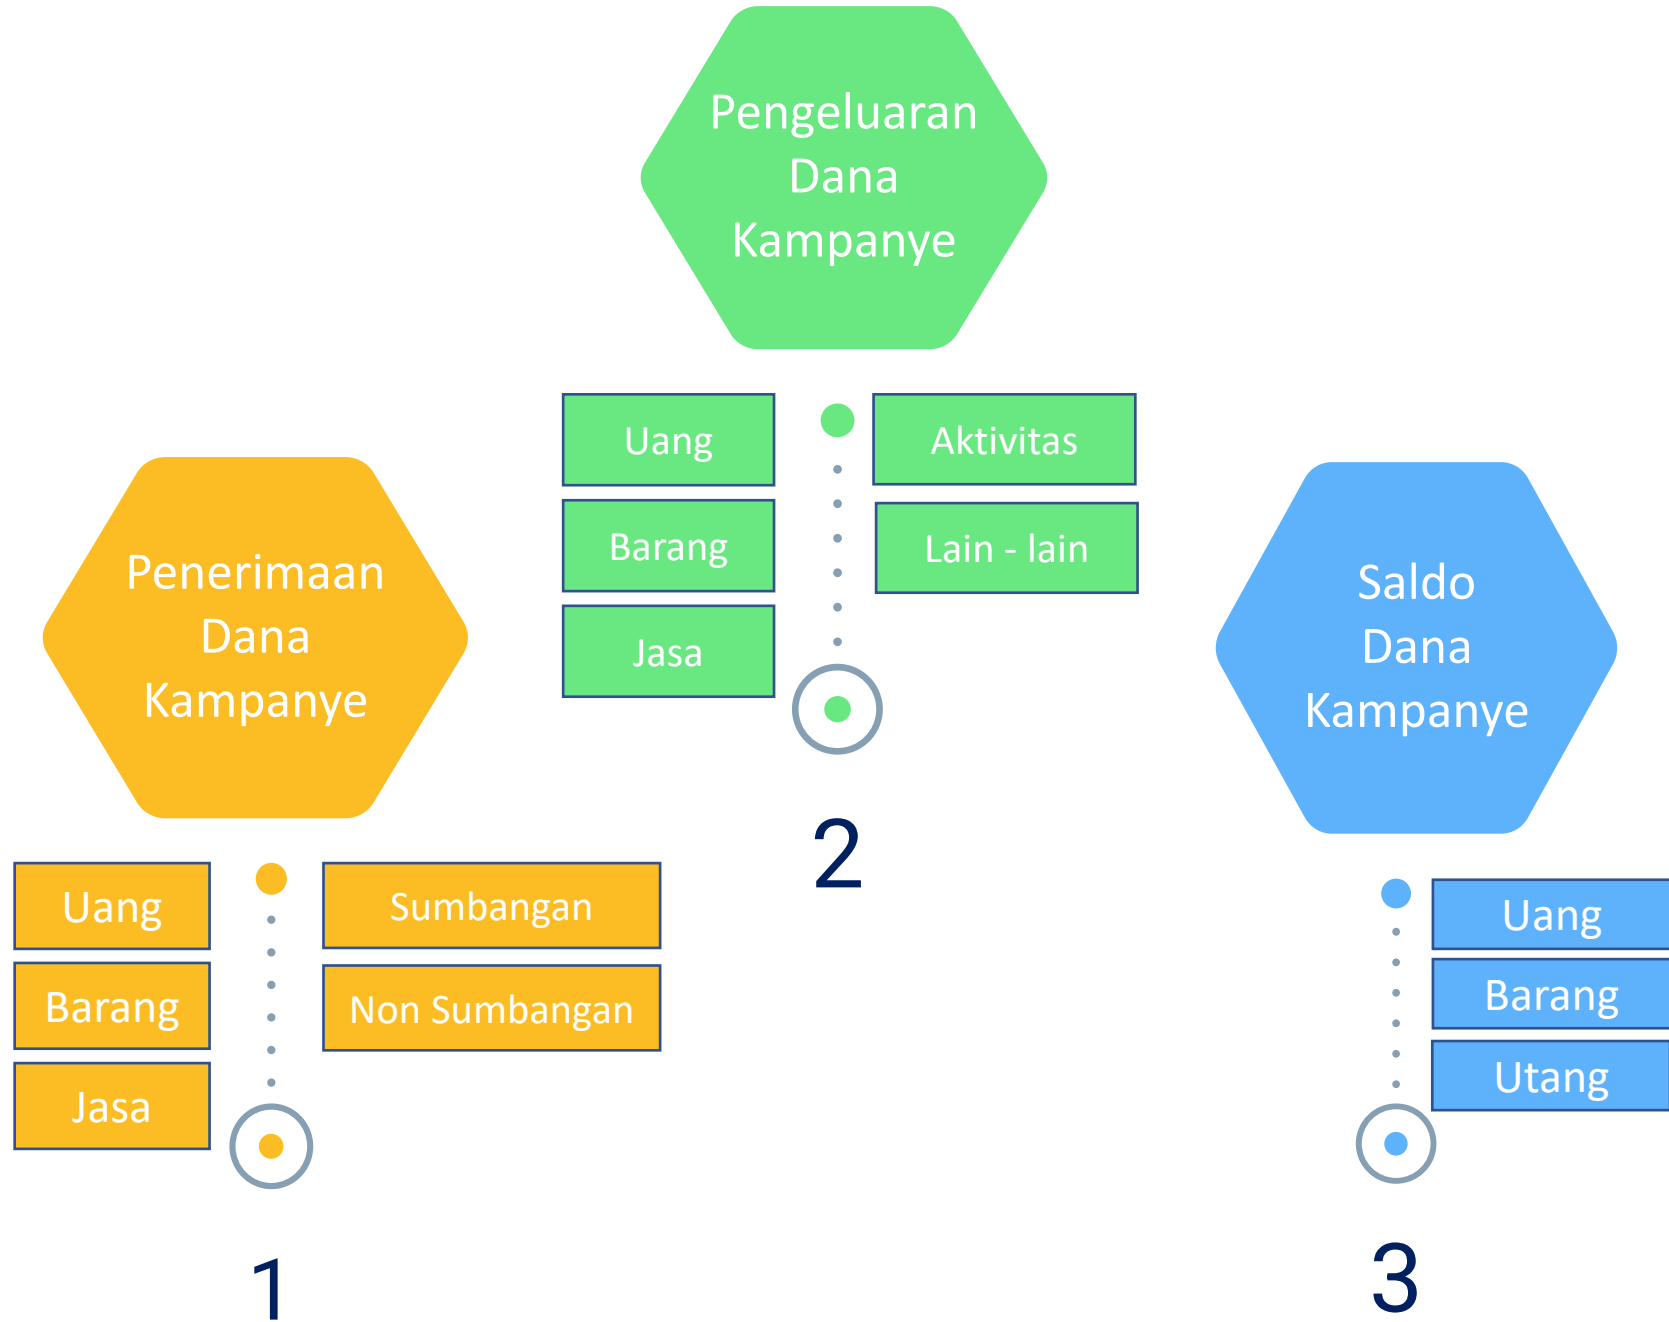 Penerimaan
Dana
Kampanye
Uang
Barang
Jasa
Sumbangan
Non Sumbangan
1
Pengeluaran
Dana
Kampanye
Uang
Barang
Jasa
Aktivitas
Lain - lain
2
Saldo
Dana
Kampanye
Uang
Barang
Utang
3